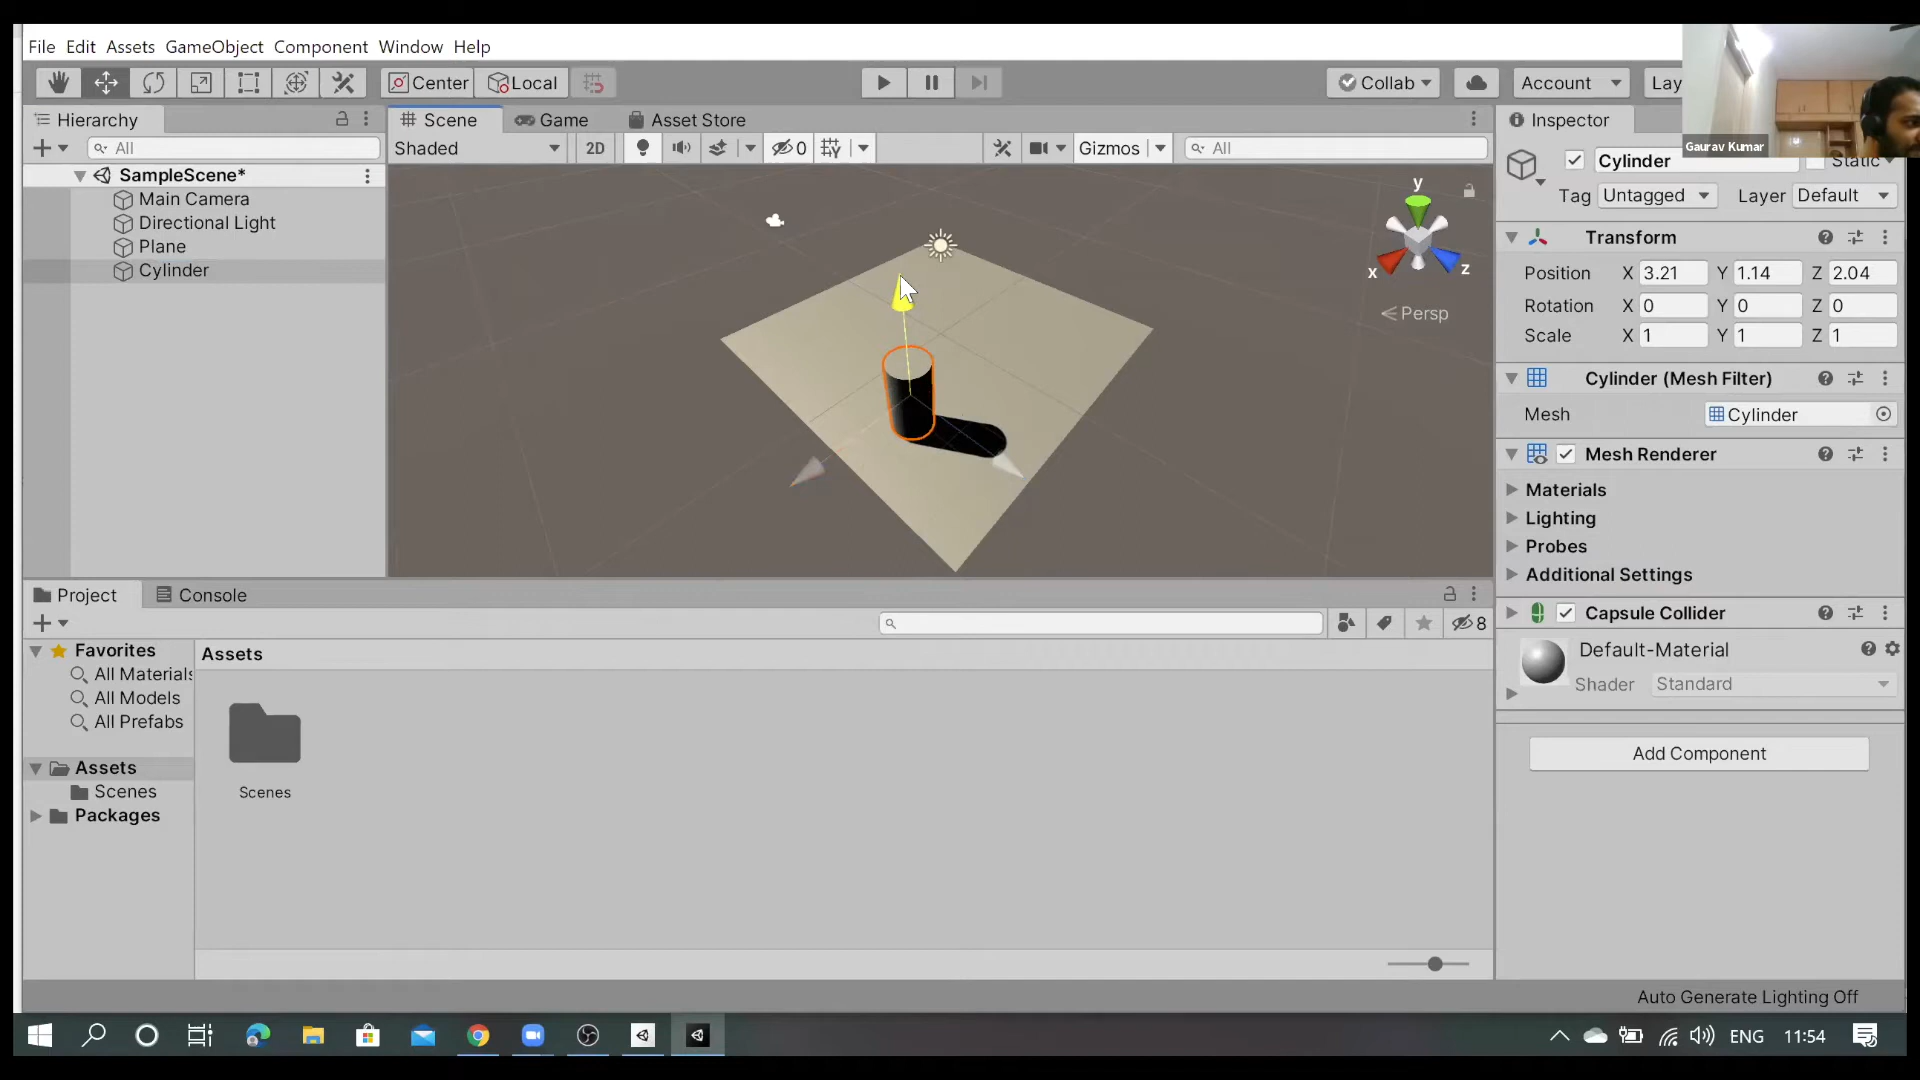 File Edit Assets GameObject Component Window Help
Center Local Collab Account Lay
Gaurav Kumar
Hierarchy Scene Game Asset Store Inspector
All Shaded 2D 0 Gizmos All Cylinder Static
SampleScene*
Main Camera
Directional Light
Plane
Cylinder
y
x
z
Persp
Tag Untagged Layer Default
Transform
Position X 3.21 Y 1.14 Z 2.04
Rotation X 0 Y 0 Z 0
Scale X 1 Y 1 Z 1
Cylinder (Mesh Filter)
Mesh Cylinder
Mesh Renderer
Materials
Lighting
Probes
Additional Settings
Capsule Collider
Default-Material
Shader Standard
Add Component
Project Console
8
Favorites
All Materials
All Models
All Prefabs
Assets
Scenes
Packages
Assets
Scenes
Auto Generate Lighting Off
ENG 11:54